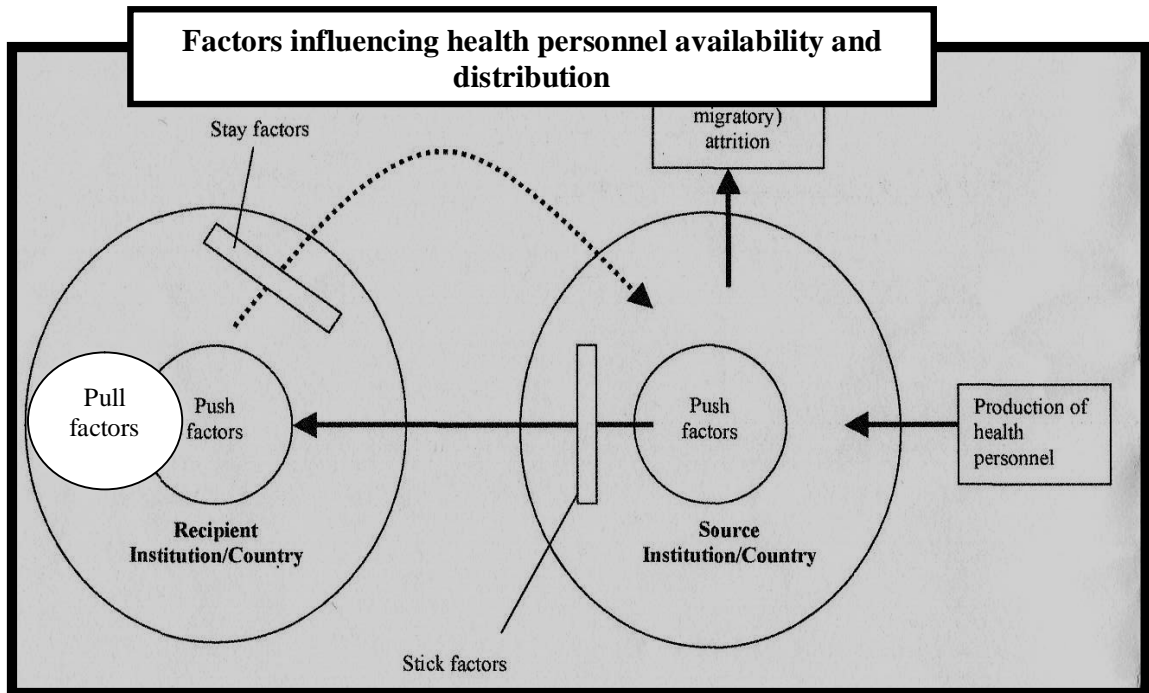 Factors influencing health personnel availability and
distribution
Stay factors
migratory)
attrition
Pull
factors
Push
factors
Push
factors
Production of
health
personnel
Recipient
Institution/Country
Source
Institution/Country
Stick factors